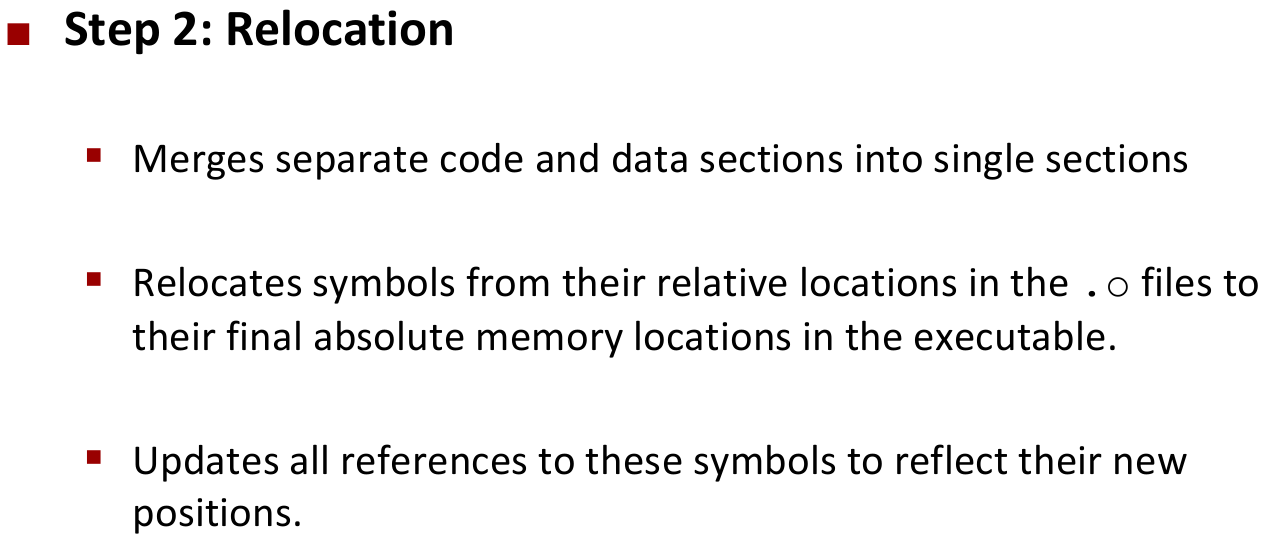 Step 2: Relocation
Merges separate code and data sections into single sections
Relocates symbols from their relative locations in the .o files to
their final absolute memory locations in the executable.
Updates all references to these symbols to reflect their new
positions.